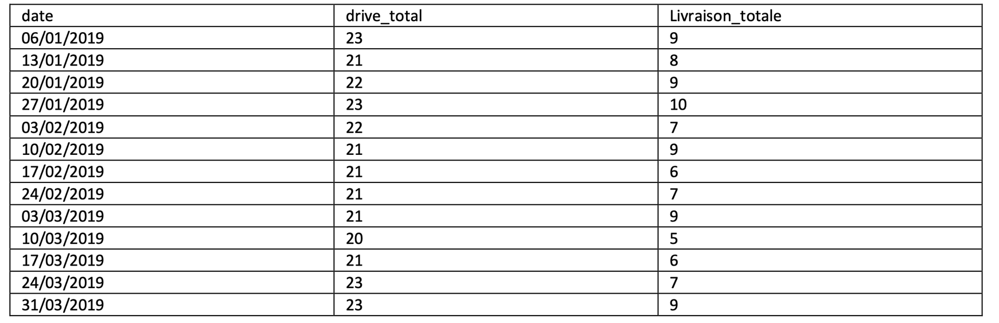 date drive_total Livraison_totale
06/01/2019 23 9
13/01/2019 21 8
20/01/2019 22 9
27/01/2019 23 10
03/02/2019 22 7
10/02/2019 21 9
17/02/2019 21 6
24/02/2019 21 7
03/03/2019 21 9
10/03/2019 20 5
17/03/2019 21 6
24/03/2019 23 7
31/03/2019 23 9